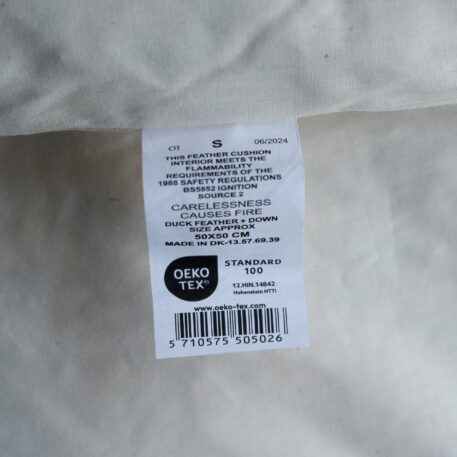 OI S 06/2024
THIS FEATHER CUSHION
INTERIOR MEETS THE
FLAMMABILITY
REQUIREMENTS OF THE
1988 SAFETY REGULATIONS
BS5852 IGNITION
SOURCE 2
CARELESSNESS
CAUSES FIRE
DUCK FEATHER + DOWN
SIZE APPROX
50X50 CM
MADE IN DK-13.57.69.39
OEKO
TEX®
STANDARD
100
12.HIN.14842
Hohenstein HTTI
www.oeko-tex.com
5 710575 505026